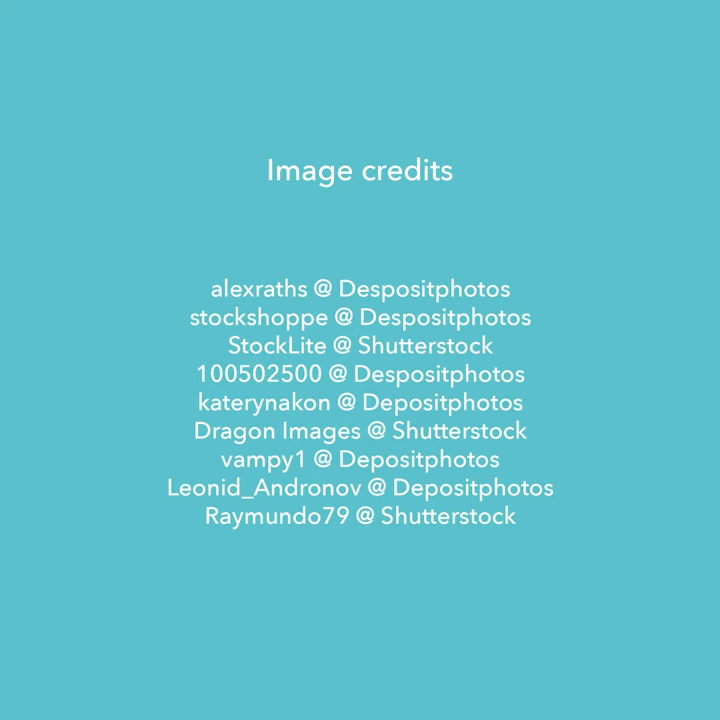 Image credits
alexraths @ Despositphotos
stockshoppe @ Despositphotos
StockLite @ Shutterstock
100502500 @ Despositphotos
katerynakon @ Depositphotos
Dragon Images @ Shutterstock
vampy1 @ Depositphotos
Leonid_Andronov @ Depositphotos
Raymundo79 @ Shutterstock